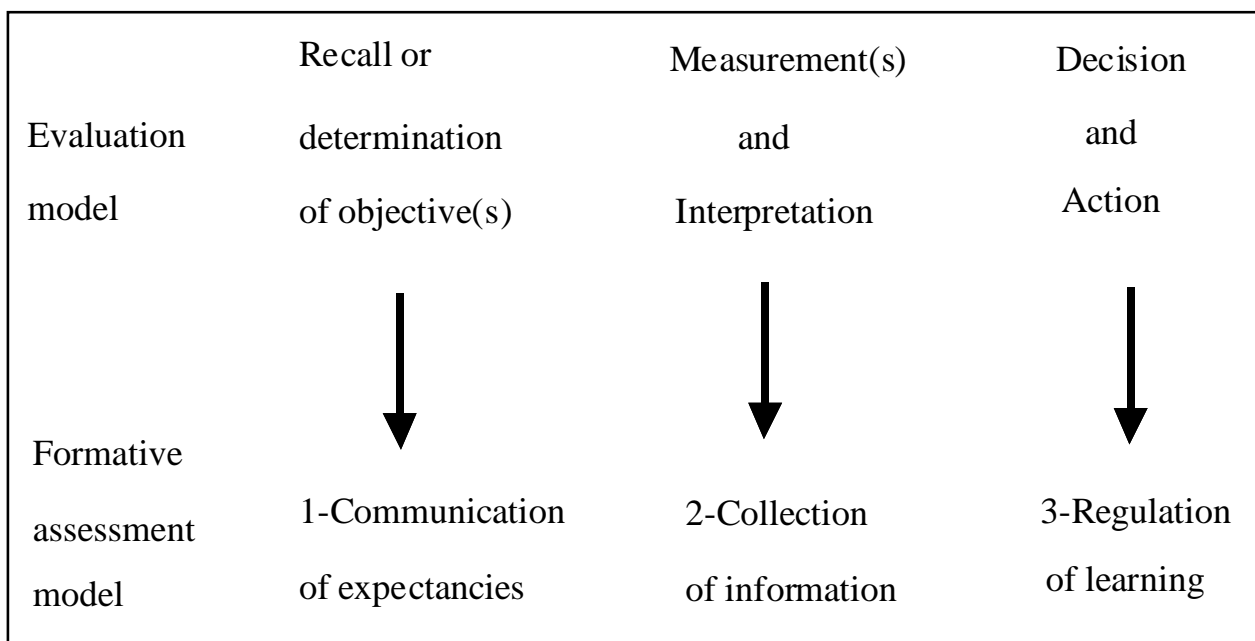 Evaluation
model
Recall or
determination
of objective(s)
Measurement(s)
and
Interpretation
Decision
and
Action
Formative
assessment
model
1-Communication
of expectancies
2-Collection
of information
3-Regulation
of learning